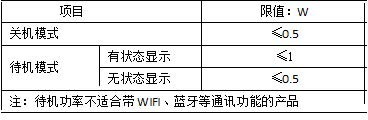 项目 限值：W
关机模式 ≤0.5
待机模式 有状态显示 ≤1
无状态显示 ≤0.5
注：待机功率不适合带WIFI、蓝牙等通讯功能的产品